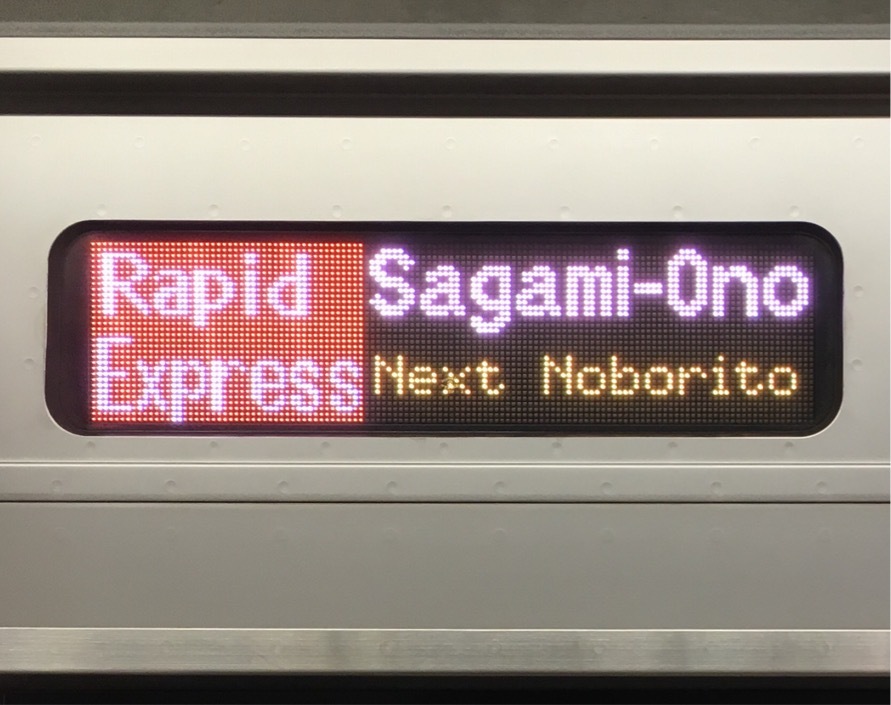 Rapid
Express
Sagami-Ono
Next Noborito